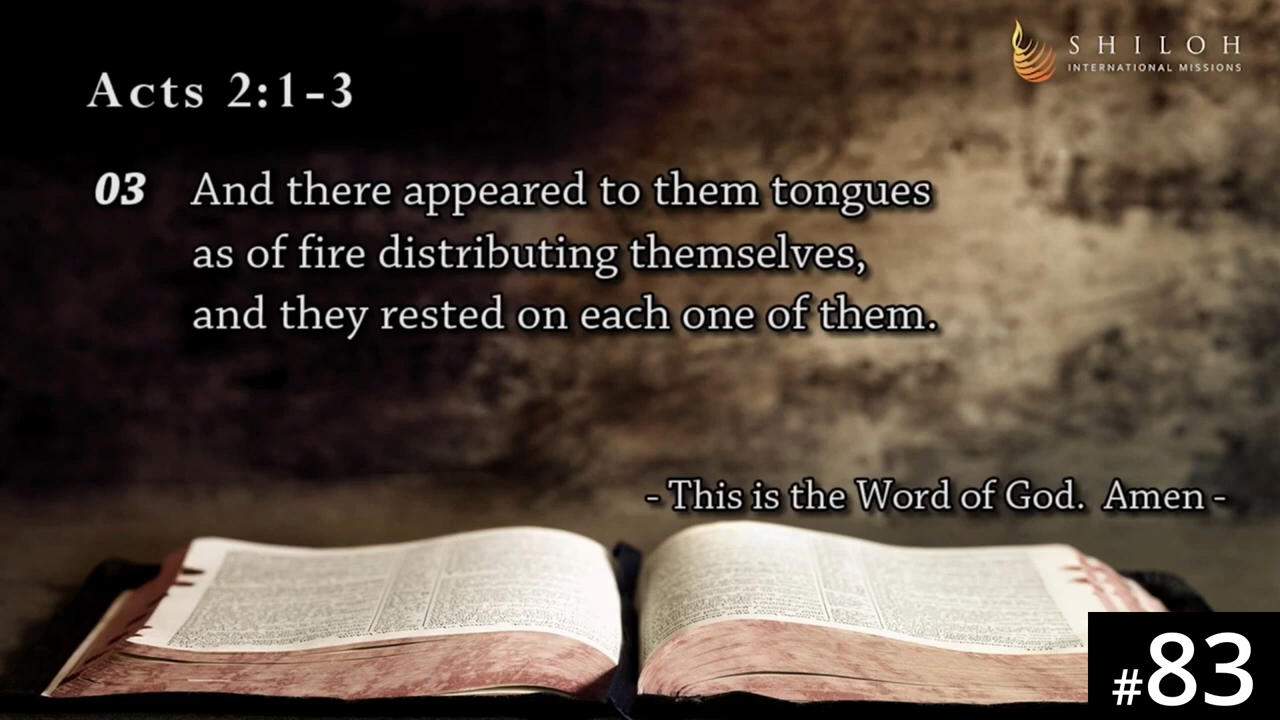 SHILOH
INTERNATIONAL MISSIONS
Acts 2:1-3
03 And there appeared to them tongues
as of fire distributing themselves,
and they rested on each one of them.
- This is the Word of God.  Amen -
#83